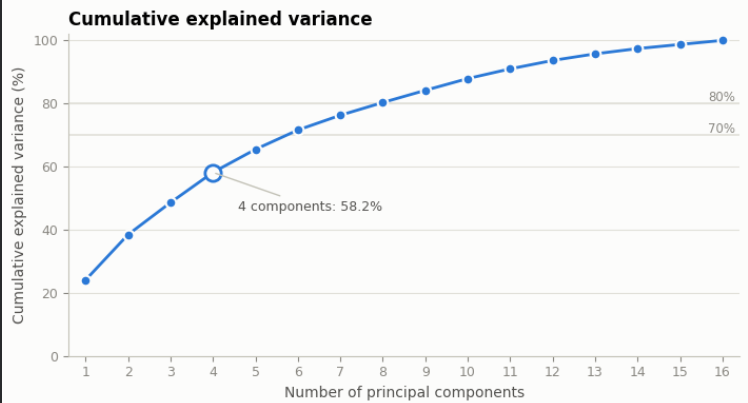 Cumulative explained variance
Cumulative explained variance (%)
100
80
60
40
20
0
80%
70%
4 components: 58.2%
1 2 3 4 5 6 7 8 9 10 11 12 13 14 15 16
Number of principal components